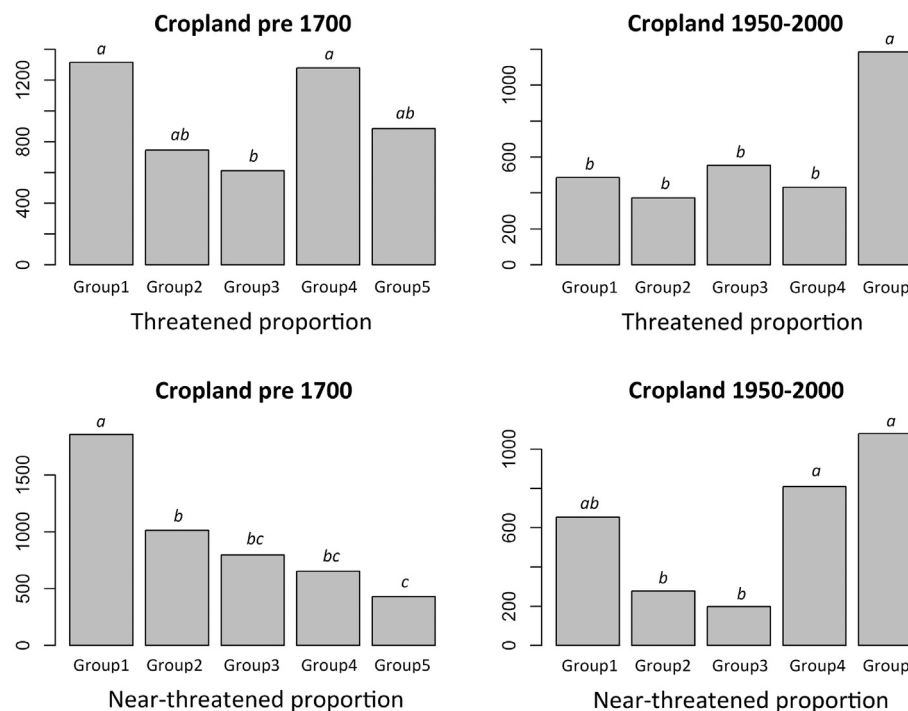 Cropland pre 1700
a
ab
b
a
ab
1200
800
400
0
Group1 Group2 Group3 Group4 Group5
Threatened proportion
Cropland 1950-2000
b
b
b
b
a
1000
600
200
0
Group1 Group2 Group3 Group4 Group
Threatened proportion
Cropland pre 1700
a
b
bc
bc
c
1500
1000
500
0
Group1 Group2 Group3 Group4 Group5
Near-threatened proportion
Cropland 1950-2000
ab
b
b
a
a
1000
600
200
0
Group1 Group2 Group3 Group4 Group
Near-threatened proportion